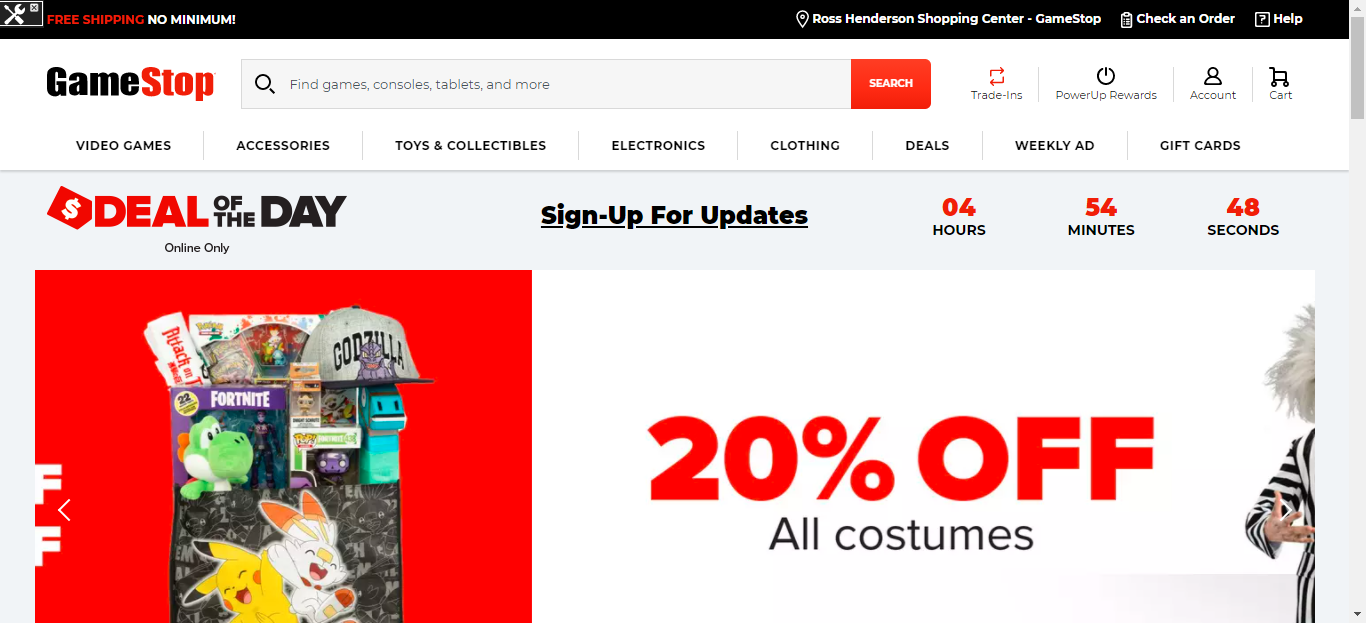 FREE SHIPPING NO MINIMUM!
Ross Henderson Shopping Center - GameStop
Check an Order
Help
GameStop
Find games, consoles, tablets, and more
SEARCH
Trade-Ins
PowerUp Rewards
Account
Cart
VIDEO GAMES
ACCESSORIES
TOYS & COLLECTIBLES
ELECTRONICS
CLOTHING
DEALS
WEEKLY AD
GIFT CARDS
DEAL OF THE DAY
Online Only
Sign-Up For Updates
04
HOURS
54
MINUTES
48
SECONDS
F
F
Attack on
GODZILLA
22
FORTNITE
POP!
20% OFF
All costumes